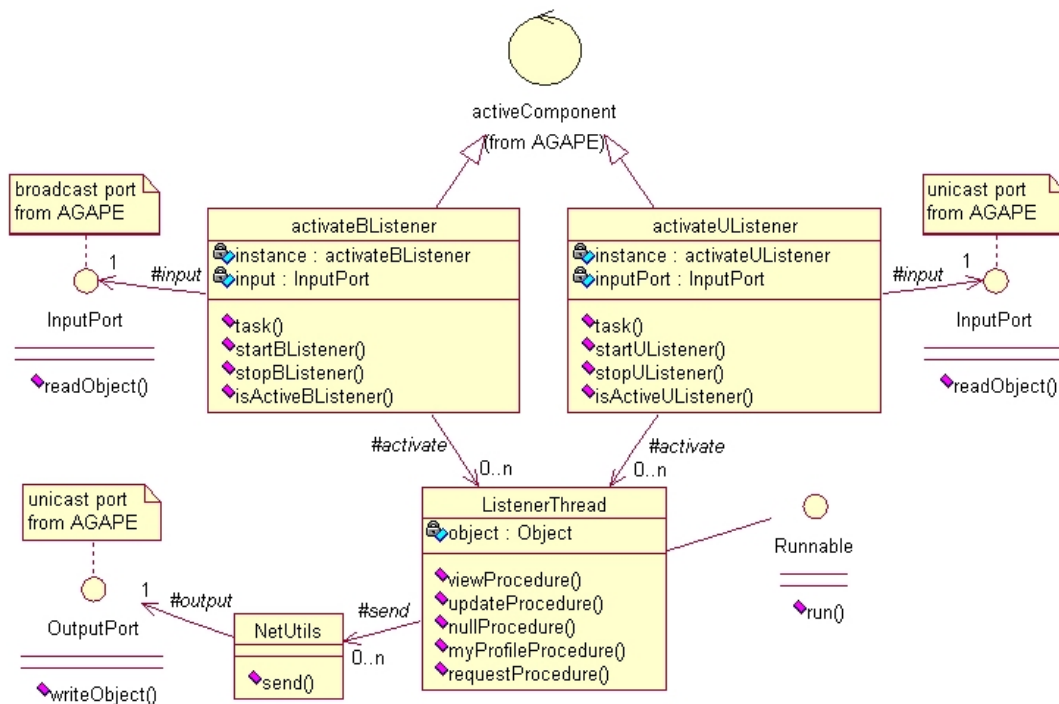 activeComponent
(from AGAPE)
broadcast port
from AGAPE
1
#input
InputPort
readObject()
activateBListener
instance : activateBListener
input : InputPort
task()
startBListener()
stopBListener()
isActiveBListener()
activateUListener
instance : activateUListener
inputPort : InputPort
task()
startUListener()
stopUListener()
isActiveUListener()
unicast port
from AGAPE
#input
1
InputPort
readObject()
#activate
0..n
#activate
0..n
unicast port
from AGAPE
1
#output
OutputPort
writeObject()
NetUtils
send()
#send
0..n
ListenerThread
object : Object
viewProcedure()
updateProcedure()
nullProcedure()
myProfileProcedure()
requestProcedure()
Runnable
run()